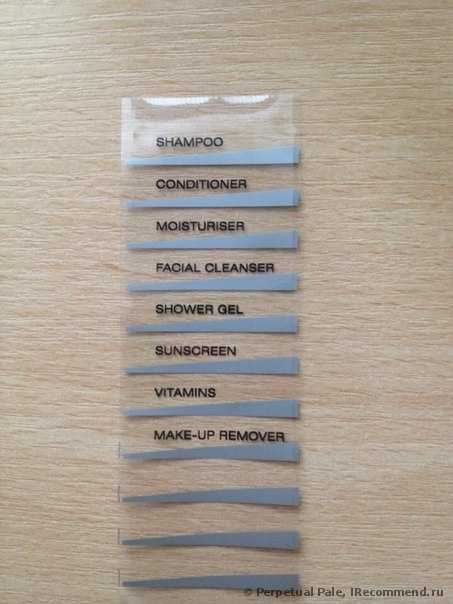 SHAMPOO
CONDITIONER
MOISTURISER
FACIAL CLEANSER
SHOWER GEL
SUNSCREEN
VITAMINS
MAKE-UP REMOVER
© Perpetual Pale, IRecommend.ru